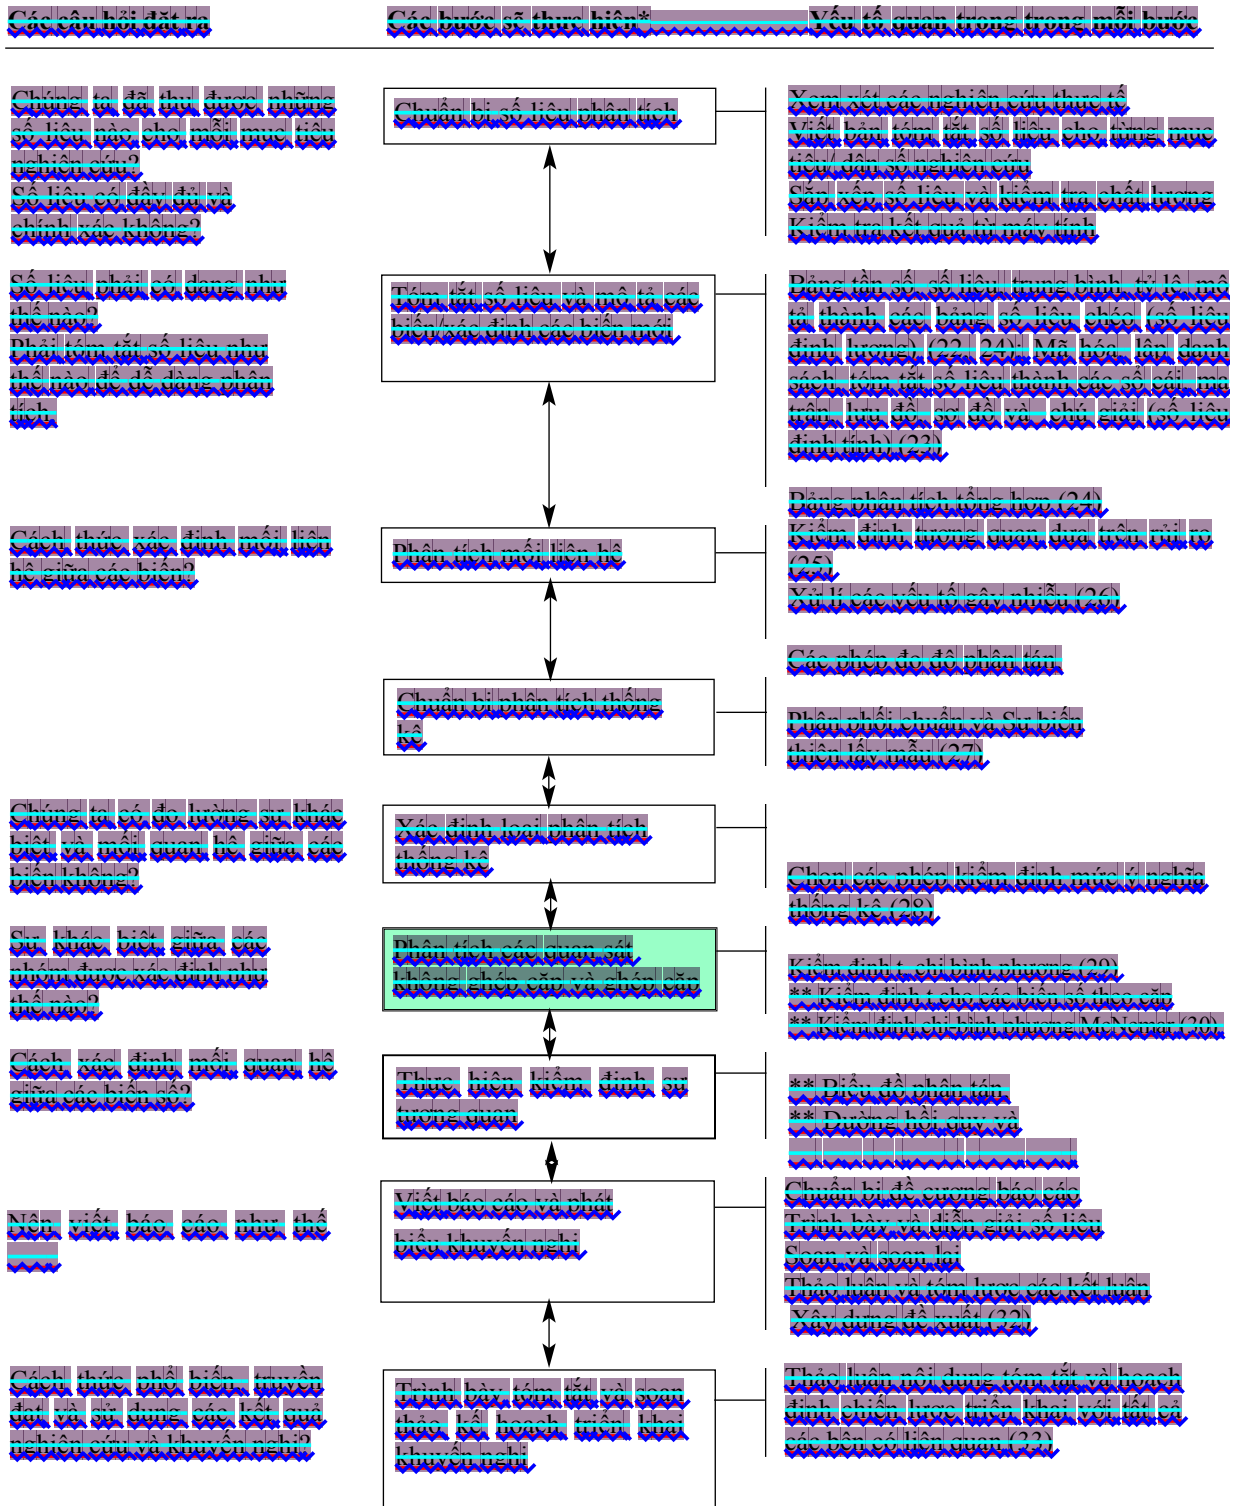 Các câu hỏi đặt ra
Các bước sẽ thực hiện*
Yếu tố quan trọng trong mỗi bước
Chúng ta đã thu được những
số liệu nào cho mỗi mục tiêu
nghiên cứu?
Số liệu có đầy đủ và
chính xác không?
Chuẩn bị số liệu phân tích
Xem xét các nghiên cứu thực tế
Viết bản tóm tắt số liệu cho từng mục
tiêu/ dân số nghiên cứu
Sắp xếp số liệu và kiểm tra chất lượng
Kiểm tra kết quả từ máy tính
Số liệu phải có dạng như
thế nào?
Phải tóm tắt số liệu như
thế nào để dễ dàng phân
tích
Tóm tắt số liệu và mô tả các
biến/xác định các biến mới
Bảng tần số số liệu, trung bình, tỷ lệ, mô
tả thành các bảng số liệu chéo (số liệu
định lượng) (22, 24); Mã hóa, lập danh
sách, tóm tắt số liệu thành các sổ cái, ma
trận, lưu đồ, sơ đồ và chú giải (số liệu
định tính) (23)
Cách thức xác định mối liên
hệ giữa các biến?
Phân tích mối liên hệ
Bảng phân tích tổng hợp (24)
Kiểm định tương quan dựa trên rủi ro
(25)
Xử lí các yếu tố gây nhiễu (26)
Chuẩn bị phân tích thống
kê
Các phép đo độ phân tán
Phân phối chuẩn và Sự biến
thiên lấy mẫu (27)
Chúng ta có đo lường sự khác
biệt và mối quan hệ giữa các
biến không?
Xác định loại phân tích
thống kê
Chọn các phép kiểm định mức ý nghĩa
thống kê (28)
Sự khác biệt giữa các
nhóm được xác định như
thế nào?
Phân tích các quan sát
không ghép cặp và ghép cặp
Kiểm định t, chi bình phương (29)
** Kiểm định t cho các biến số theo cặp
** Kiểm định chi-bình phương McNemar (30)
Cách xác định mối quan hệ
giữa các biến số?
Thực hiện kiểm định sự
tương quan
** Biểu đồ phân tán
** Đường hồi quy và
Nên viết báo cáo như thế
Viết báo cáo và phát
biểu khuyến nghị
Chuẩn bị đề cương báo cáo
Trình bày và diễn giải số liệu
Soạn và soạn lại
Thảo luận và tóm lược các kết luận
Xây dựng đề xuất (32)
Cách thức phổ biến, truyền
đạt và sử dụng các kết quả
nghiên cứu và khuyến nghị?
Trình bày tóm tắt và soạn
thảo kế hoạch triển khai
khuyến nghị
Thảo luận nội dung tóm tắt và hoạch
định chiến lược triển khai với tất cả
các bên có liên quan (33)